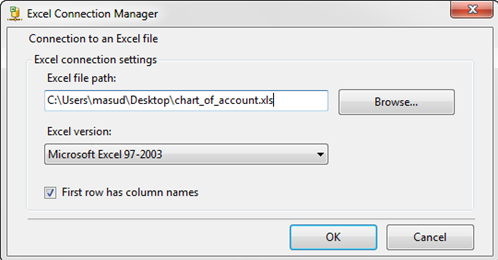 Excel Connection Manager
Connection to an Excel file
Excel connection settings
Excel file path:
C:\Users\masud\Desktop\chart_of_account.xls
Browse...
Excel version:
Microsoft Excel 97-2003
First row has column names
OK
Cancel